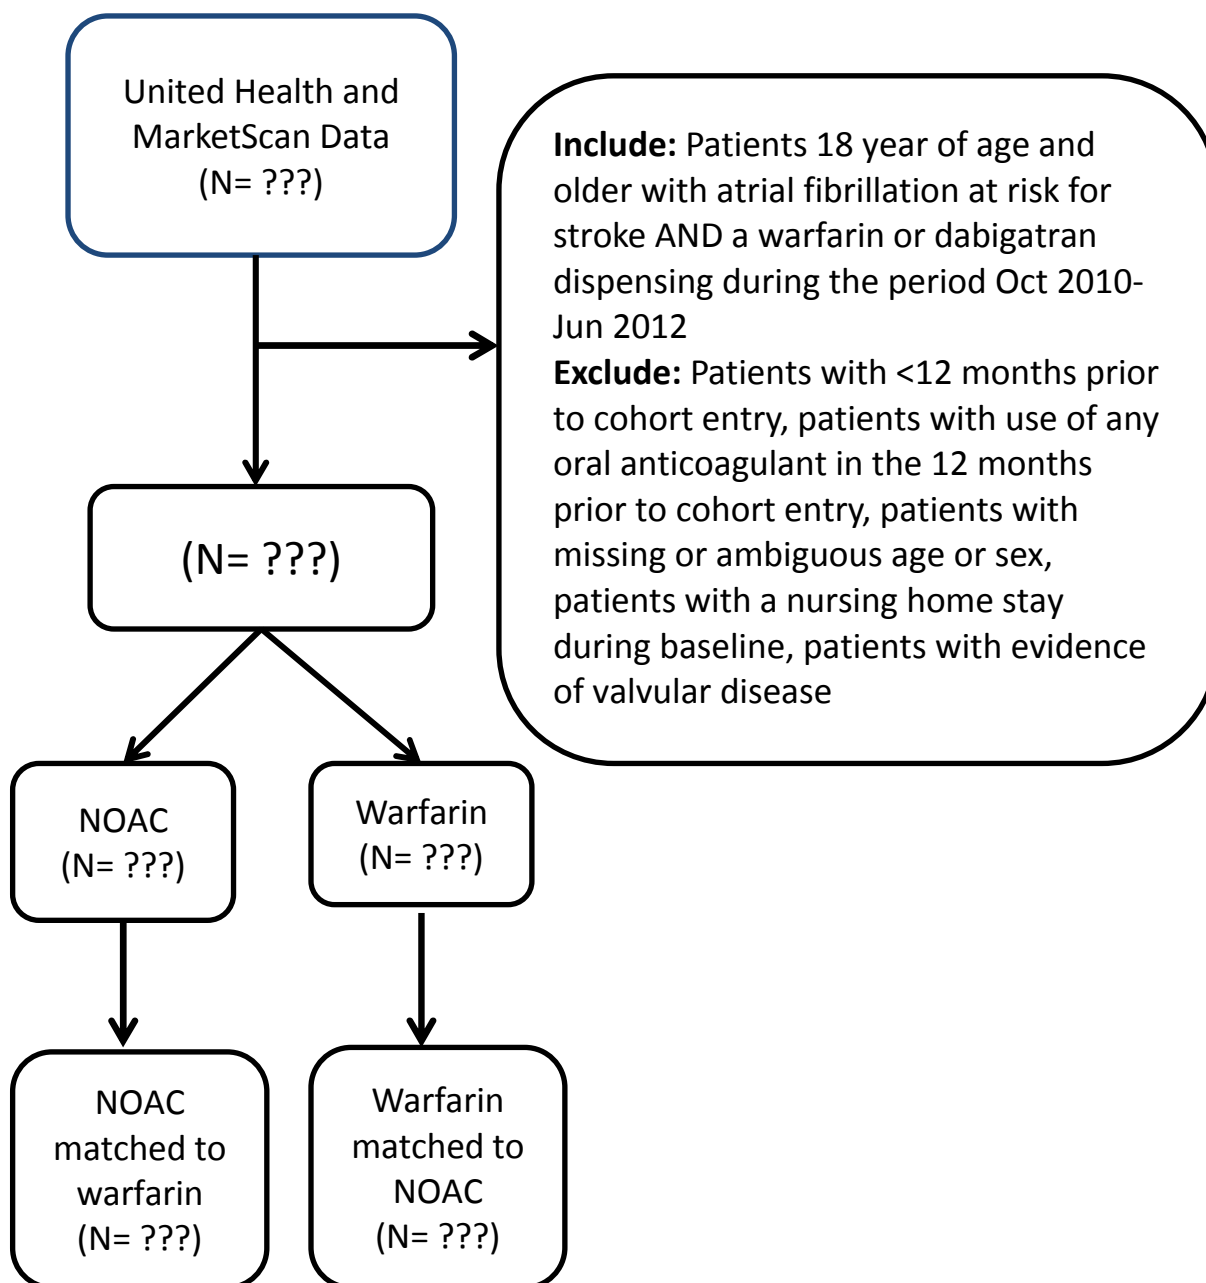 United Health and
MarketScan Data
(N= ???)
Include: Patients 18 year of age and
older with atrial fibrillation at risk for
stroke AND a warfarin or dabigatran
dispensing during the period Oct 2010-
Jun 2012
Exclude: Patients with <12 months prior
to cohort entry, patients with use of any
oral anticoagulant in the 12 months
prior to cohort entry, patients with
missing or ambiguous age or sex,
patients with a nursing home stay
during baseline, patients with evidence
of valvular disease
(N= ???)
NOAC
(N= ???)
Warfarin
(N= ???)
NOAC
matched to
warfarin
(N= ???)
Warfarin
matched to
NOAC
(N= ???)